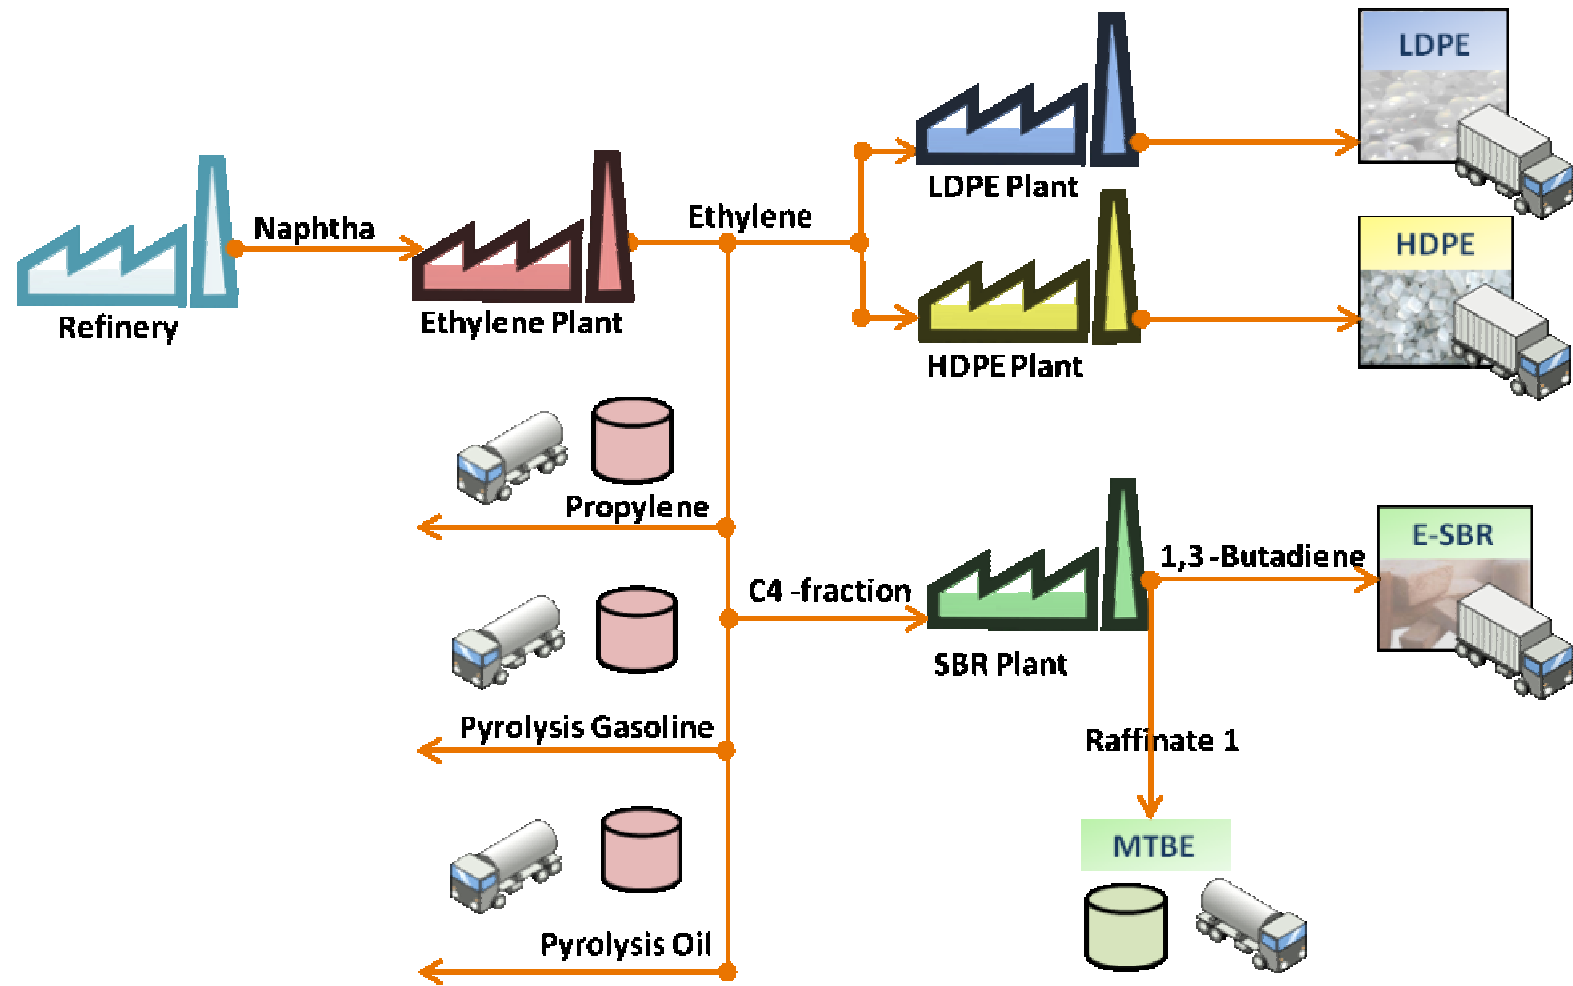 LDPE
LDPE Plant
Naphtha
Ethylene
Refinery
Ethylene Plant
HDPE
HDPE Plant
Propylene
C4 -fraction
SBR Plant
1,3 -Butadiene
E-SBR
Pyrolysis Gasoline
Raffinate 1
MTBE
Pyrolysis Oil